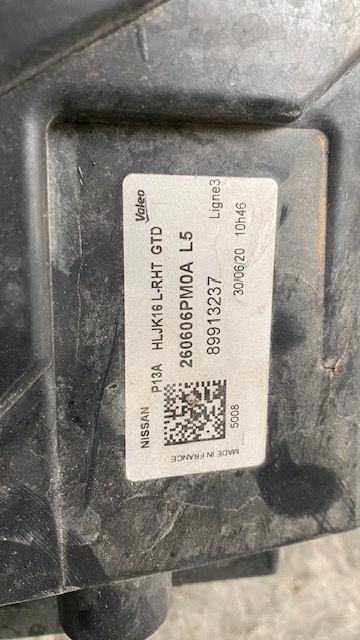 Valeo Ligne3
NISSAN P13A HLJK16 L-RHT GTD
260606PM0A L5
89913237
30/06/20 10h46
5008
MADE IN FRANCE